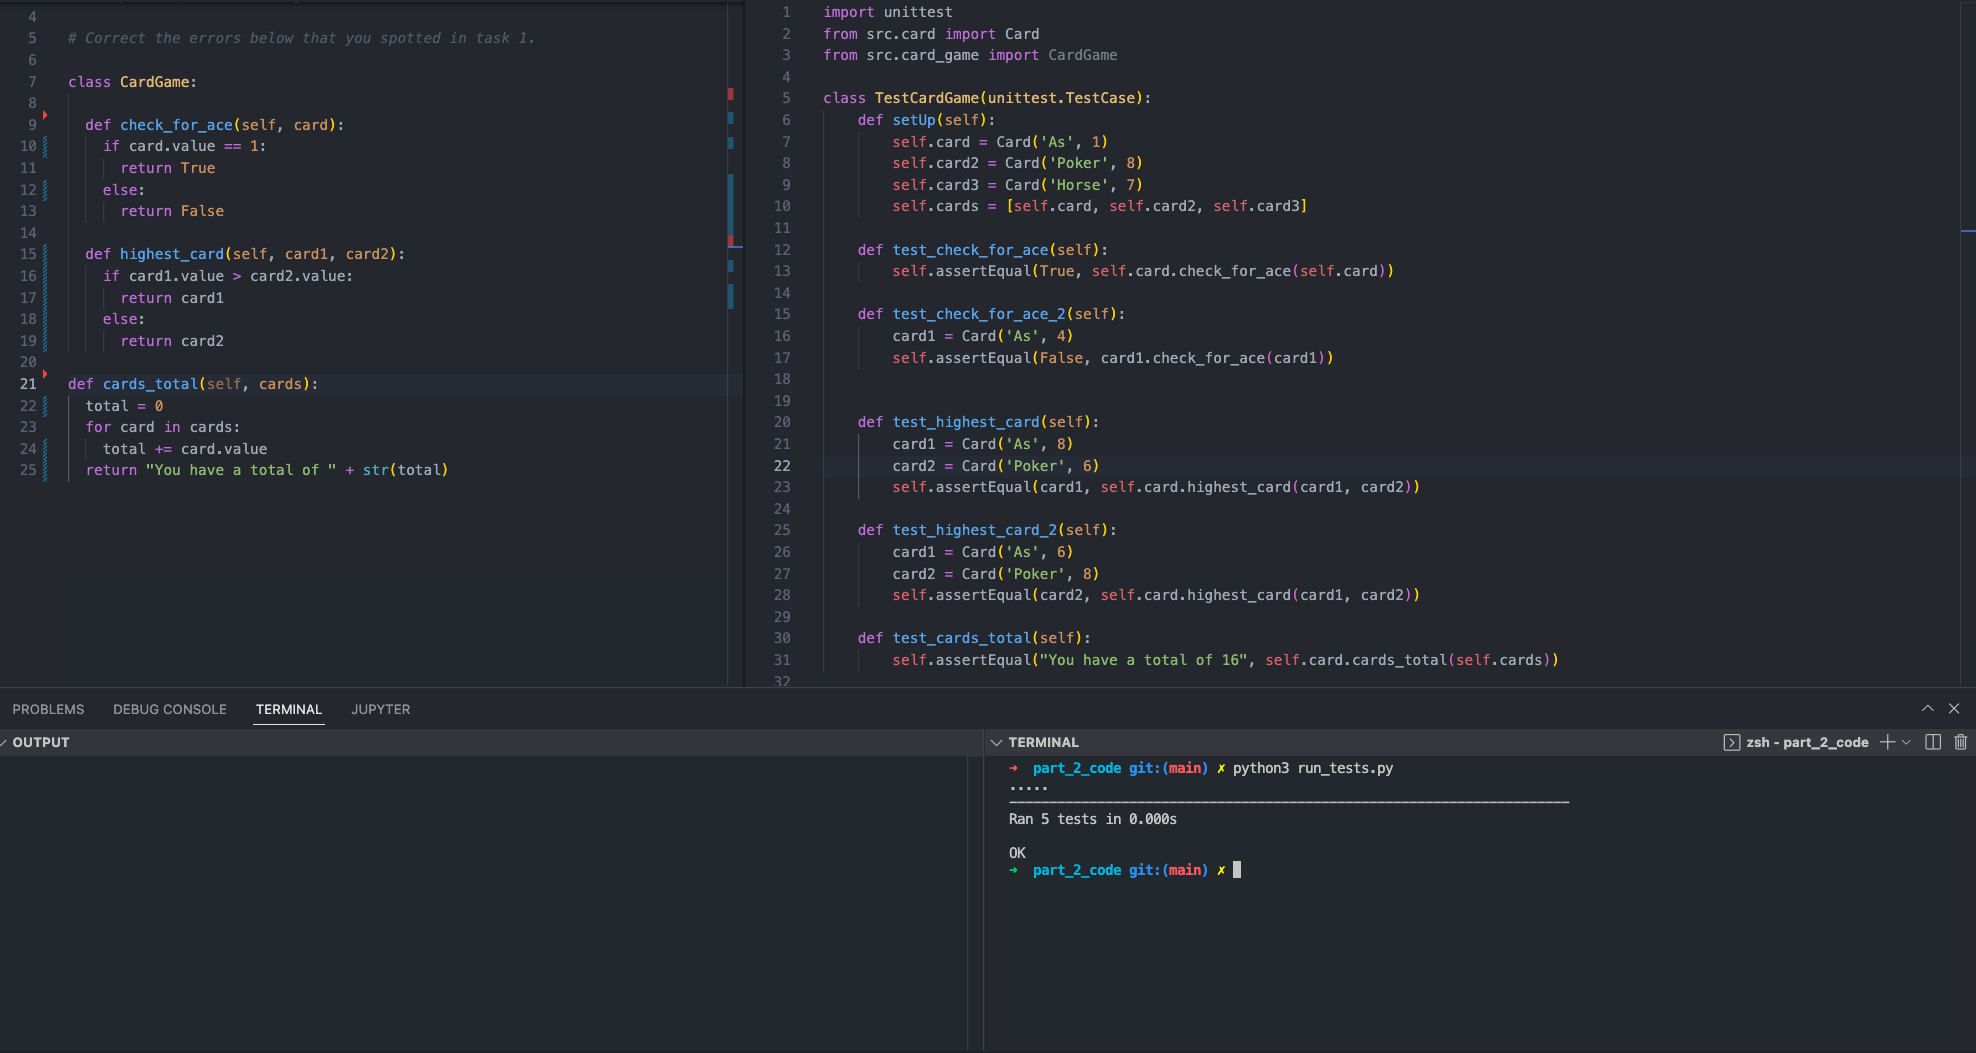 4
5 # Correct the errors below that you spotted in task 1.
6
7 class CardGame:
8
9 def check_for_ace(self, card):
10 if card.value == 1:
11 return True
12 else:
13 return False
14
15 def highest_card(self, card1, card2):
16 if card1.value > card2.value:
17 return card1
18 else:
19 return card2
20
21 def cards_total(self, cards):
22 total = 0
23 for card in cards:
24 total += card.value
25 return "You have a total of " + str(total)
1 import unittest
2 from src.card import Card
3 from src.card_game import CardGame
4
5 class TestCardGame(unittest.TestCase):
6 def setUp(self):
7 self.card = Card('As', 1)
8 self.card2 = Card('Poker', 8)
9 self.card3 = Card('Horse', 7)
10 self.cards = [self.card, self.card2, self.card3]
11
12 def test_check_for_ace(self):
13 self.assertEqual(True, self.card.check_for_ace(self.card))
14
15 def test_check_for_ace_2(self):
16 card1 = Card('As', 4)
17 self.assertEqual(False, card1.check_for_ace(card1))
18
19
20 def test_highest_card(self):
21 card1 = Card('As', 8)
22 card2 = Card('Poker', 6)
23 self.assertEqual(card1, self.card.highest_card(card1, card2))
24
25 def test_highest_card_2(self):
26 card1 = Card('As', 6)
27 card2 = Card('Poker', 8)
28 self.assertEqual(card2, self.card.highest_card(card1, card2))
29
30 def test_cards_total(self):
31 self.assertEqual("You have a total of 16", self.card.cards_total(self.cards))
32
PROBLEMS DEBUG CONSOLE TERMINAL JUPYTER
OUTPUT
TERMINAL zsh - part_2_code
→ part_2_code git:(main) ✗ python3 run_tests.py
.....
----------------------------------------------------------------------
Ran 5 tests in 0.000s

OK
→ part_2_code git:(main) ✗